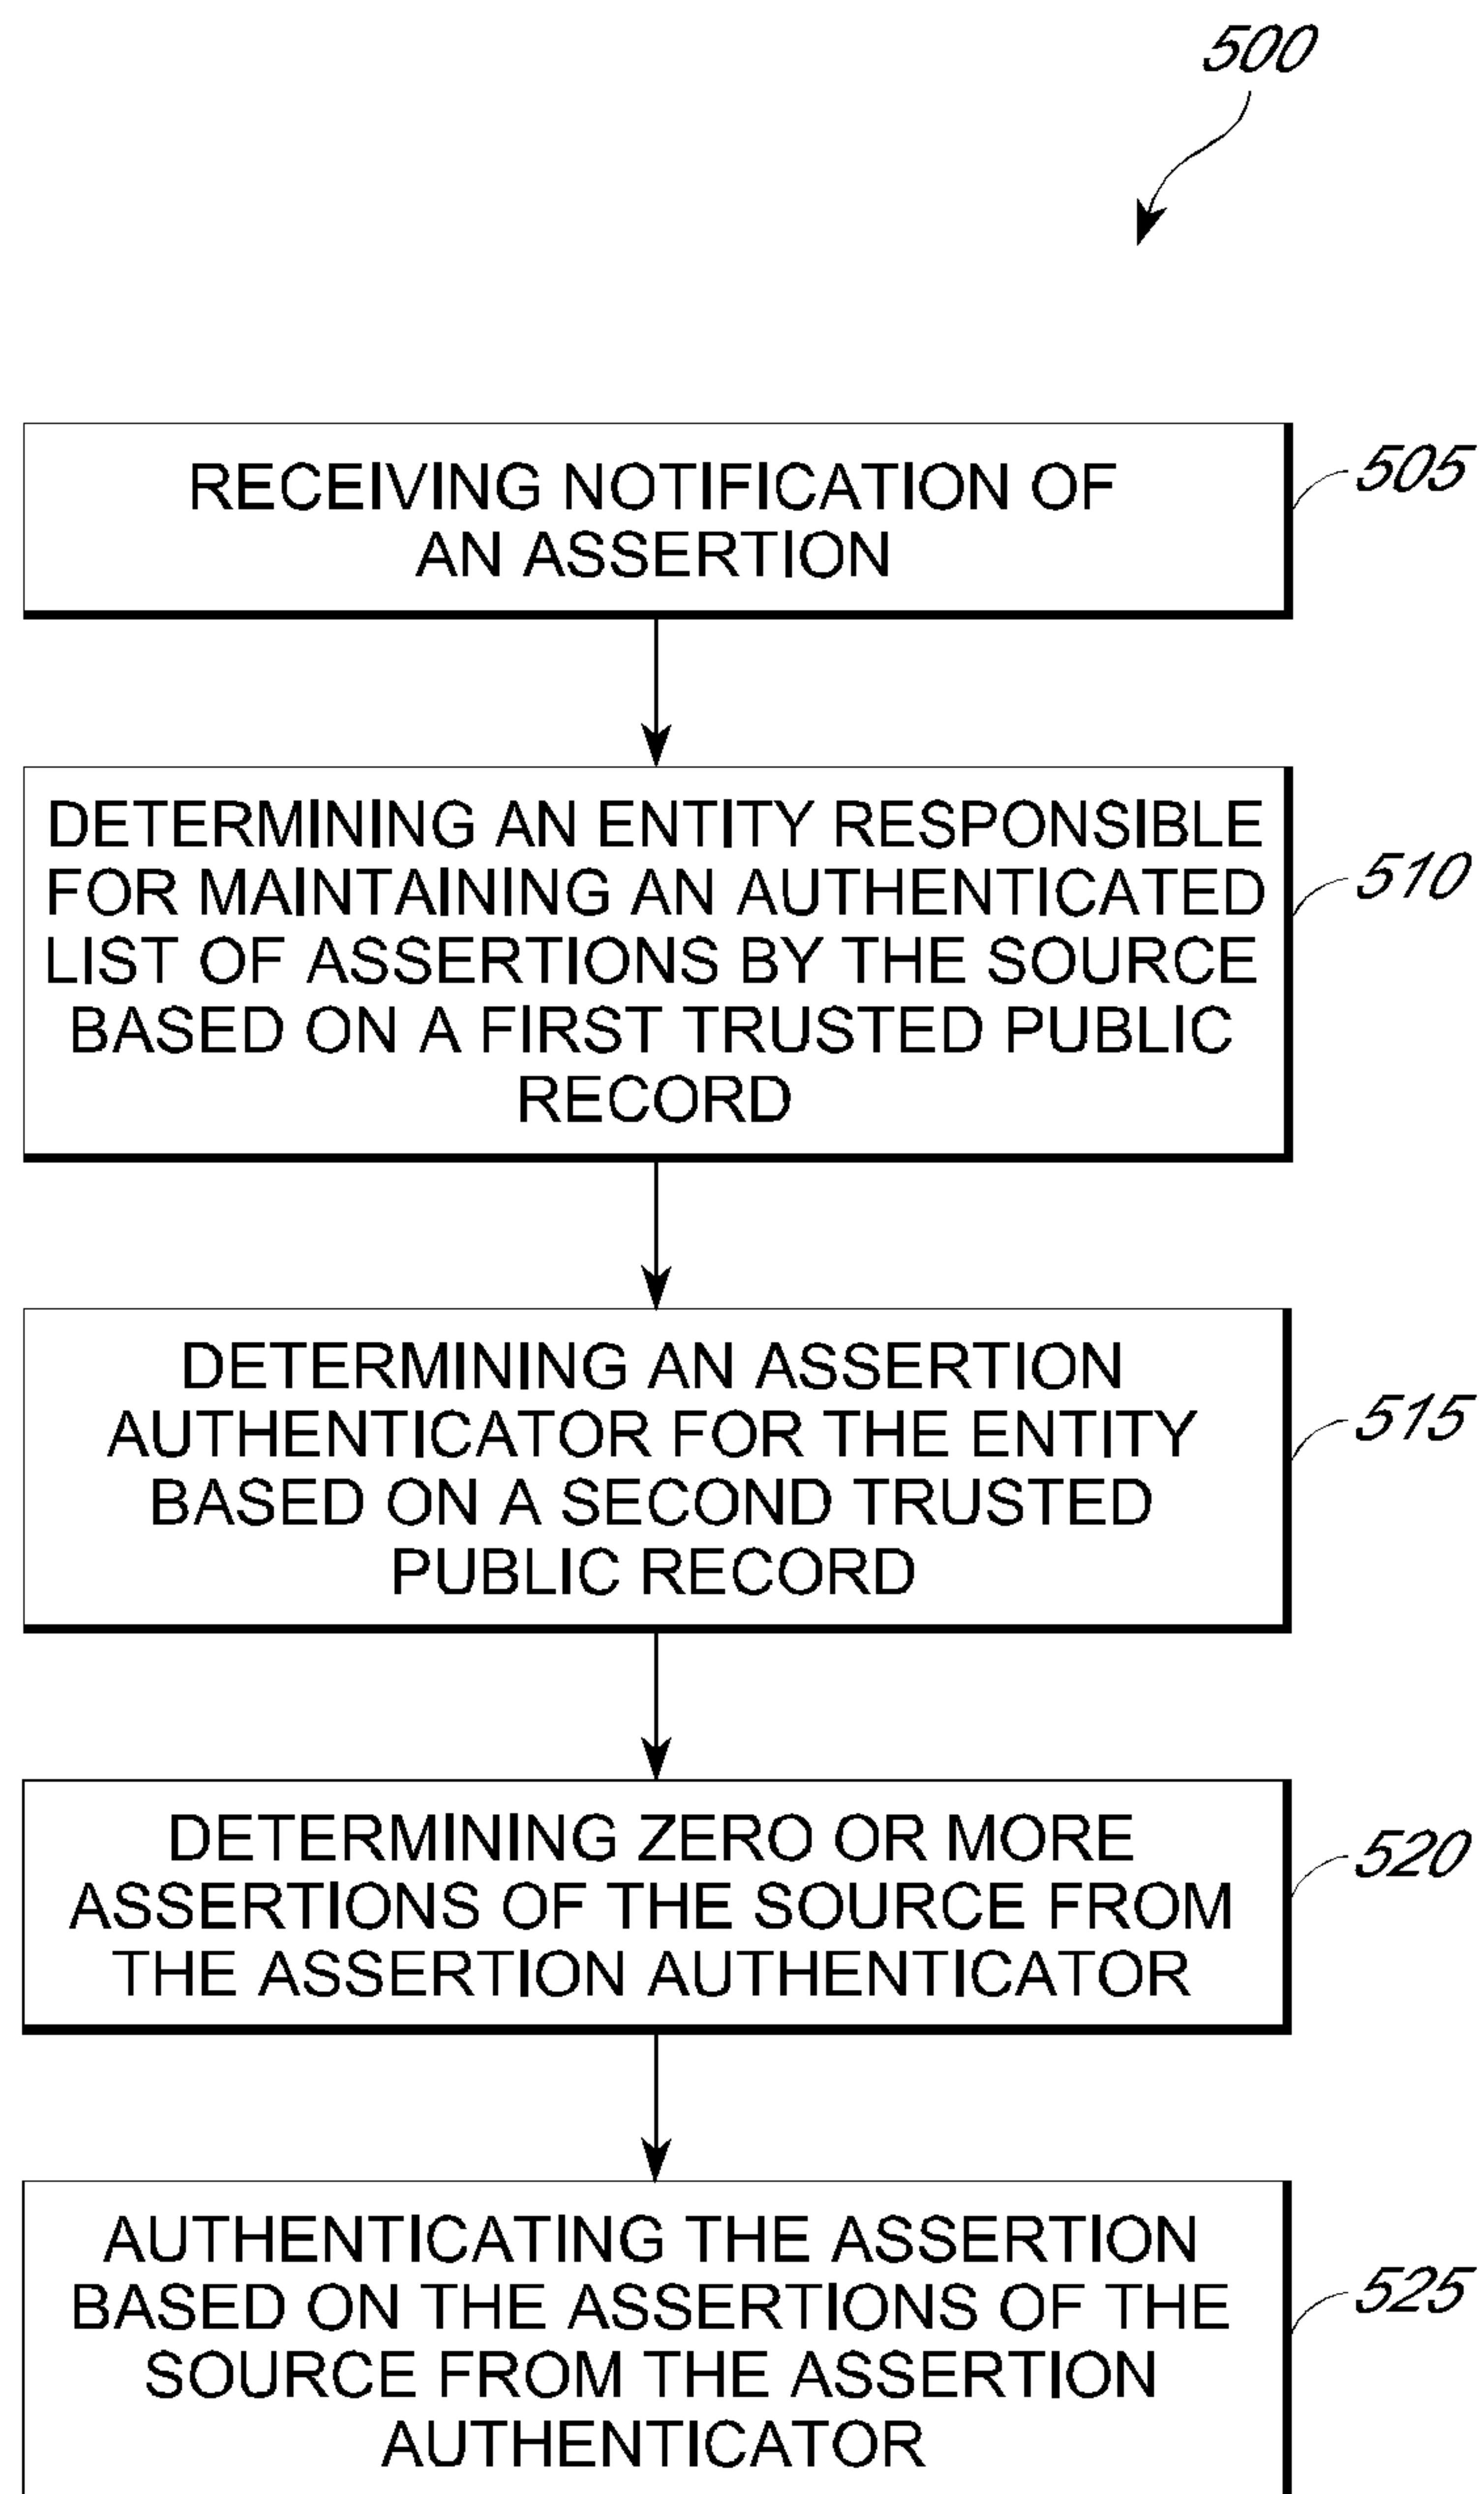 500
RECEIVING NOTIFICATION OF
AN ASSERTION
505
DETERMINING AN ENTITY RESPONSIBLE
FOR MAINTAINING AN AUTHENTICATED
LIST OF ASSERTIONS BY THE SOURCE
BASED ON A FIRST TRUSTED PUBLIC
RECORD
510
DETERMINING AN ASSERTION
AUTHENTICATOR FOR THE ENTITY
BASED ON A SECOND TRUSTED
PUBLIC RECORD
515
DETERMINING ZERO OR MORE
ASSERTIONS OF THE SOURCE FROM
THE ASSERTION AUTHENTICATOR
520
AUTHENTICATING THE ASSERTION
BASED ON THE ASSERTIONS OF THE
SOURCE FROM THE ASSERTION
AUTHENTICATOR
525